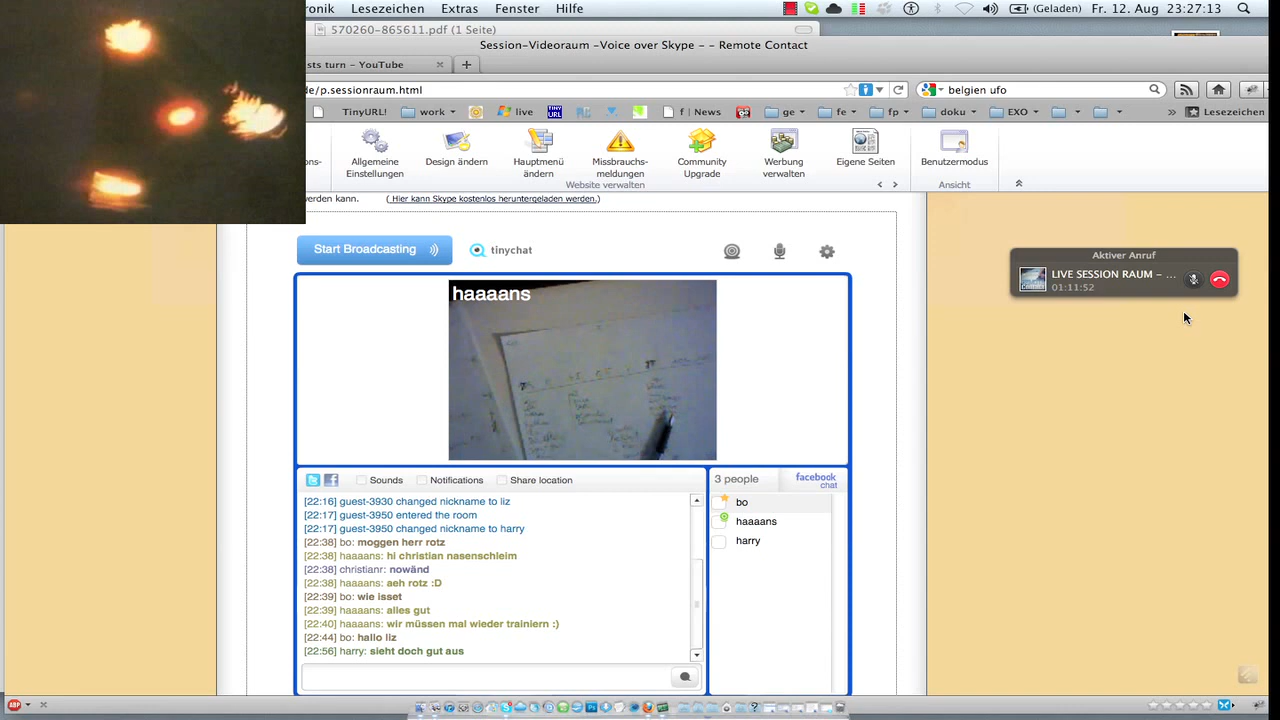 ronik Lesezeichen Extras Fenster Hilfe (Geladen) Fr. 12. Aug 23:27:13
570260-865611.pdf (1 Seite)
Session-Videoraum -Voice over Skype - - Remote Contact
sts turn - YouTube
le/p.sessionraum.html
belgien ufo
TinyURL! work live TINY URL f | News ge fe fp doku EXO » Lesezeichen
ons-
Allgemeine Einstellungen
Design ändern
Hauptmenü ändern
Missbrauchs-meldungen
Community Upgrade
Werbung verwalten
Eigene Seiten
Benutzermodus
Website verwalten
Ansicht
werden kann. ( Hier kann Skype kostenlos heruntergeladen werden.)
Start Broadcasting
tinychat
Aktiver Anruf
LIVE SESSION RAUM – ...
01:11:52
haaaans
Sounds Notifications Share location
3 people
facebook chat
[22:16] guest-3930 changed nickname to liz
[22:17] guest-3950 entered the room
[22:17] guest-3950 changed nickname to harry
[22:38] bo: moggen herr rotz
[22:38] haaaans: hi christian nasenschleim
[22:38] christianr: nowänd
[22:38] haaaans: aeh rotz :D
[22:39] bo: wie isset
[22:39] haaaans: alles gut
[22:40] haaaans: wir müssen mal wieder trainiern :)
[22:44] bo: hallo liz
[22:56] harry: sieht doch gut aus
bo
haaaans
harry
ABP